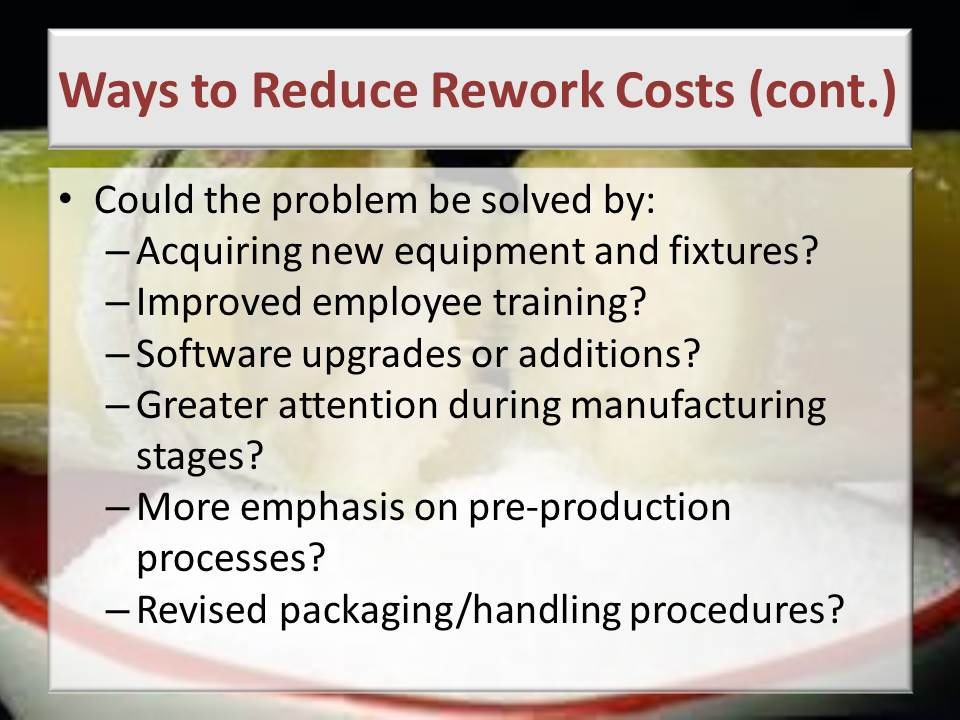 Ways to Reduce Rework Costs (cont.)
• Could the problem be solved by:
– Acquiring new equipment and fixtures?
– Improved employee training?
– Software upgrades or additions?
– Greater attention during manufacturing
stages?
– More emphasis on pre-production
processes?
– Revised packaging/handling procedures?